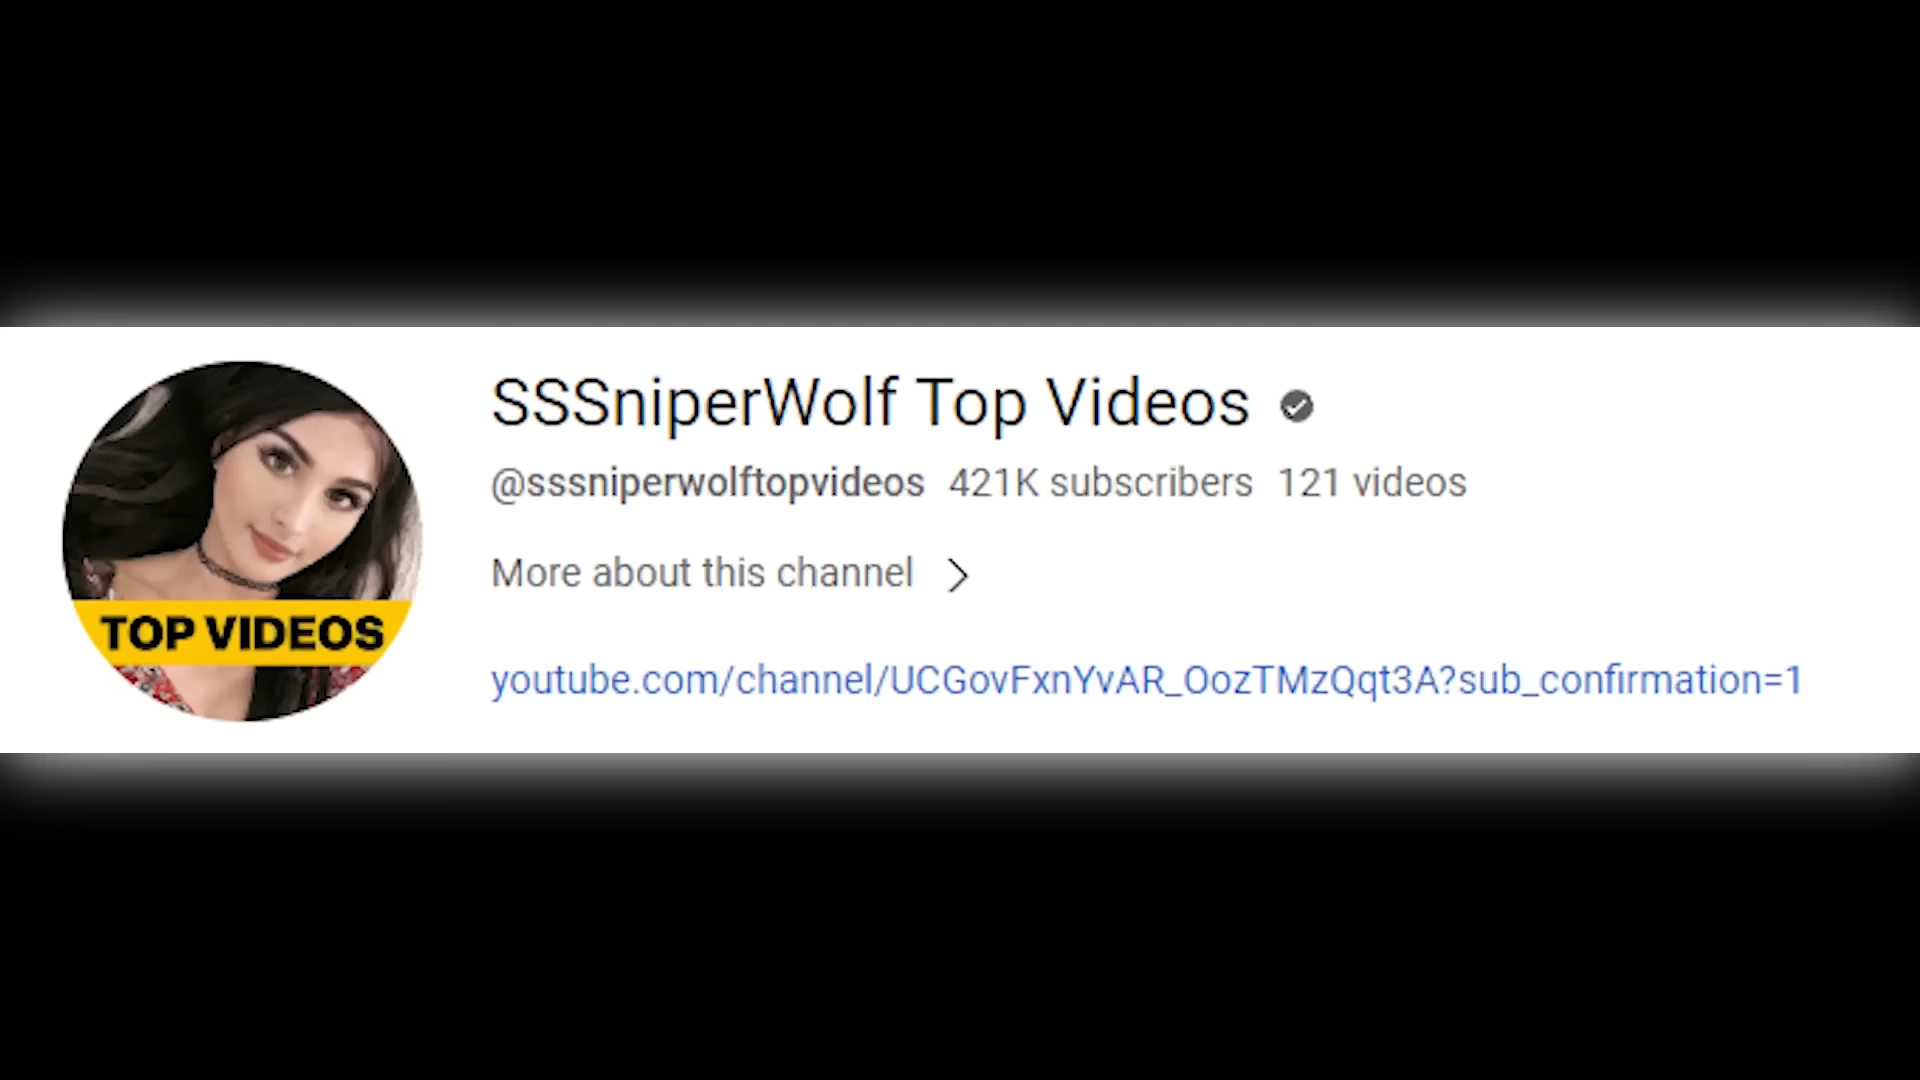 SSSniperWolf Top Videos
@sssniperwolftopvideos 421K subscribers 121 videos
More about this channel
TOP VIDEOS
youtube.com/channel/UCGovFxnYvAR_OozTMzQqt3A?sub_confirmation=1